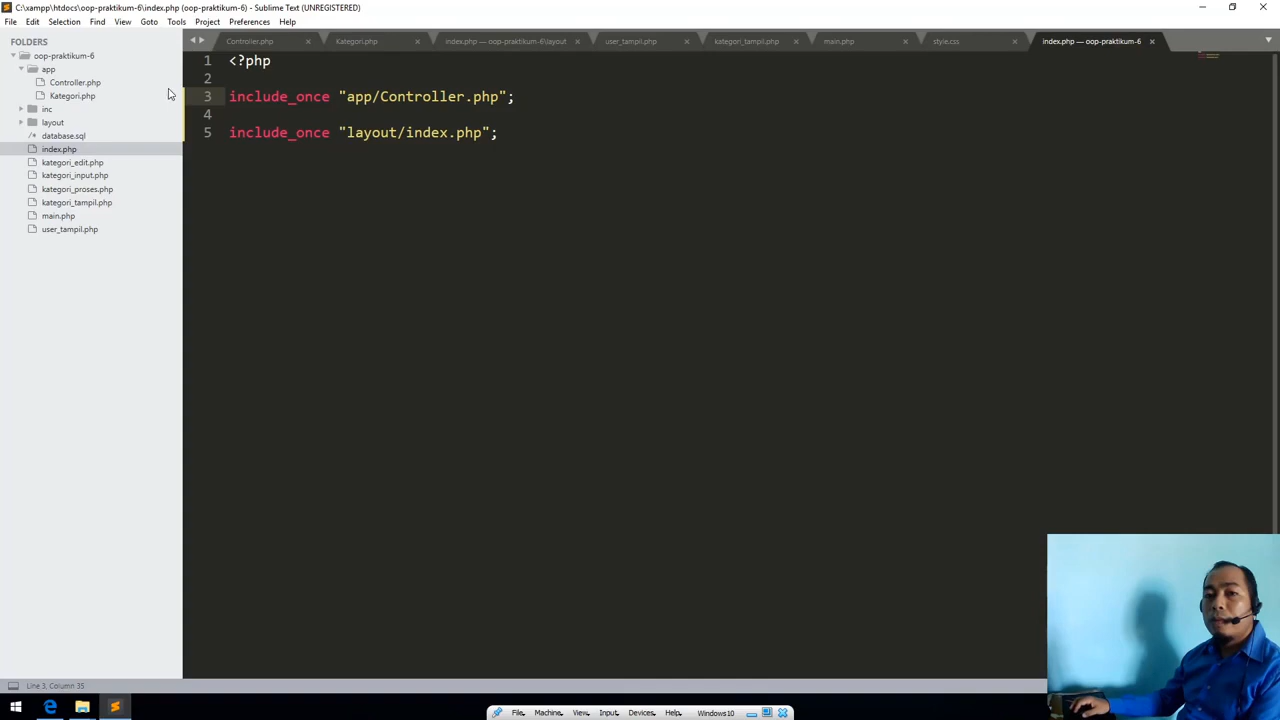 C:\xampp\htdocs\oop-praktikum-6\index.php (oop-praktikum-6) - Sublime Text (UNREGISTERED)
File Edit Selection Find View Goto Tools Project Preferences Help
FOLDERS
oop-praktikum-6
app
Controller.php
Kategori.php
inc
layout
database.sql
index.php
kategori_edit.php
kategori_input.php
kategori_proses.php
kategori_tampil.php
main.php
user_tampil.php
Controller.php Kategori.php index.php — oop-praktikum-6\layout user_tampil.php kategori_tampil.php main.php style.css index.php — oop-praktikum-6
1 <?php
2
3 include_once "app/Controller.php";
4
5 include_once "layout/index.php";
Line 3, Column 35
File Machine View Input Devices Help Windows10